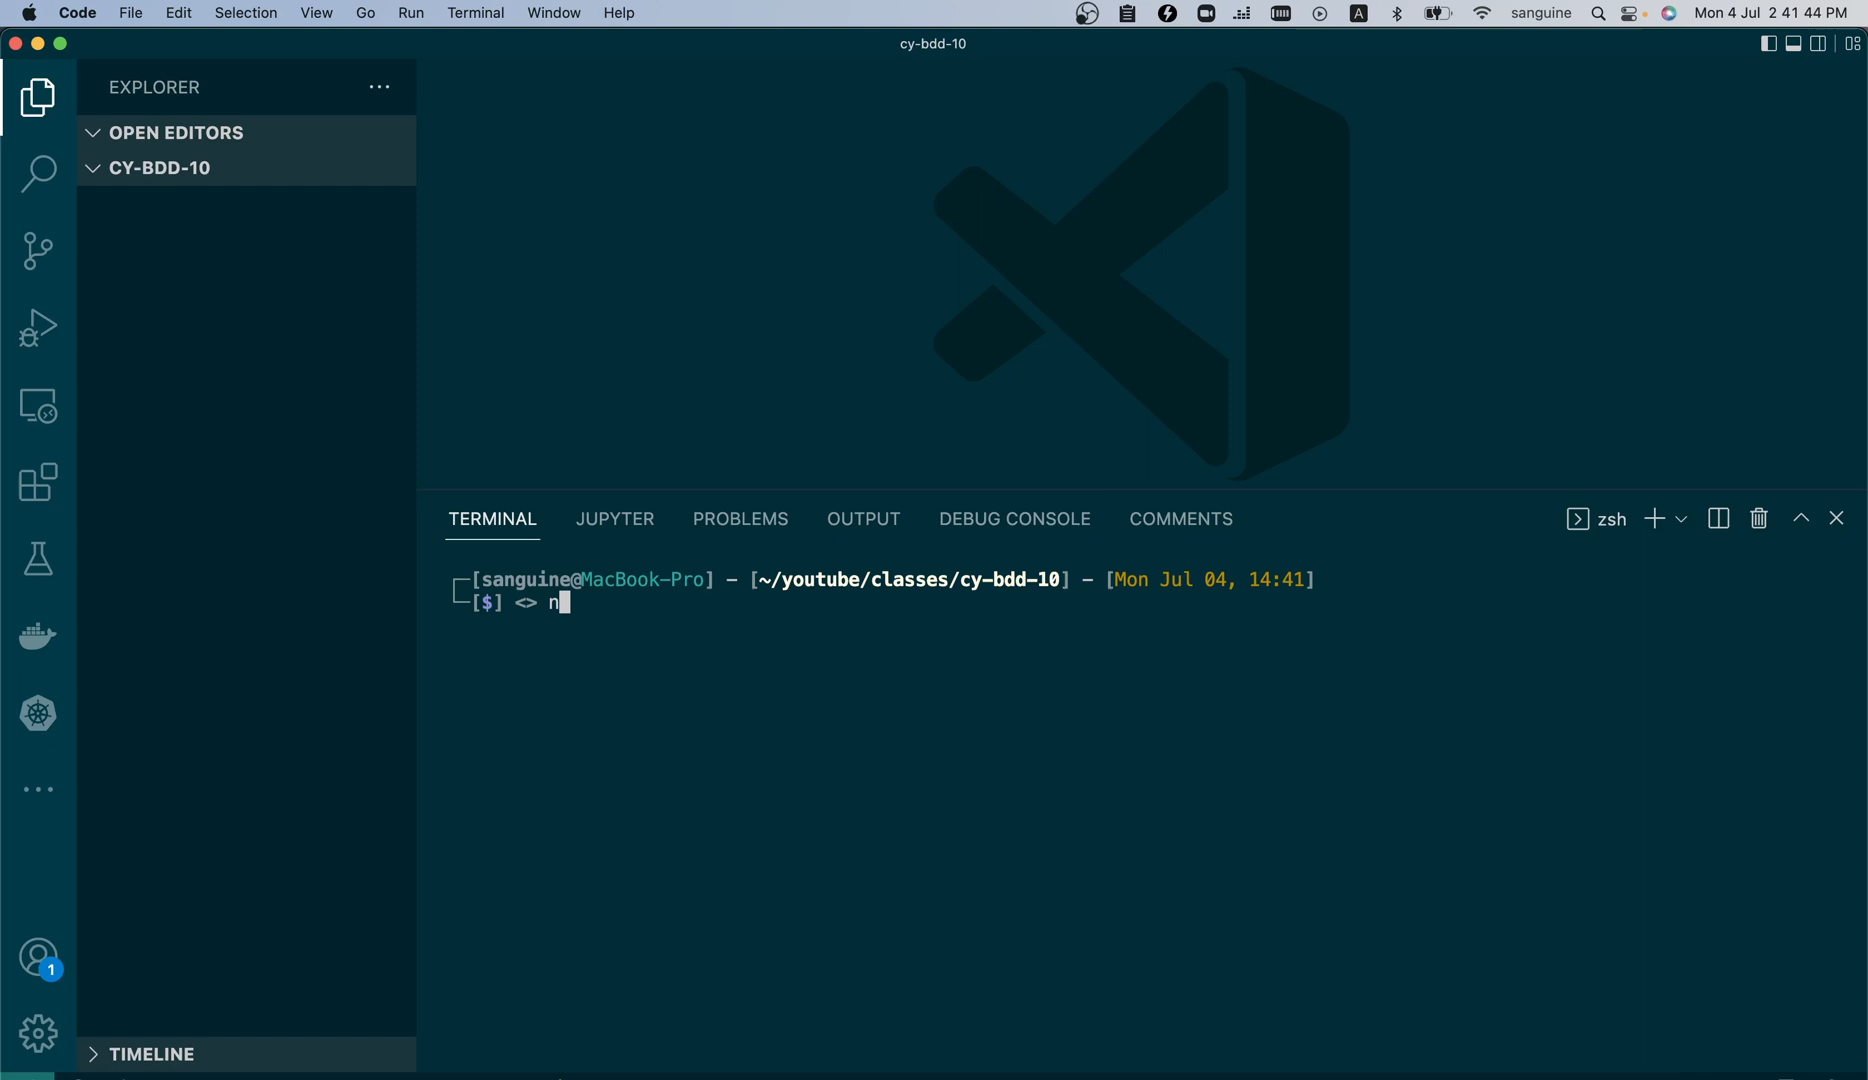 Code File Edit Selection View Go Run Terminal Window Help A sanguine Mon 4 Jul 2 41 44 PM
cy-bdd-10
EXPLORER ...
OPEN EDITORS
CY-BDD-10
TERMINAL JUPYTER PROBLEMS OUTPUT DEBUG CONSOLE COMMENTS zsh
[sanguine@MacBook-Pro] - [~/youtube/classes/cy-bdd-10] - [Mon Jul 04, 14:41]
[$] <> n
1
TIMELINE